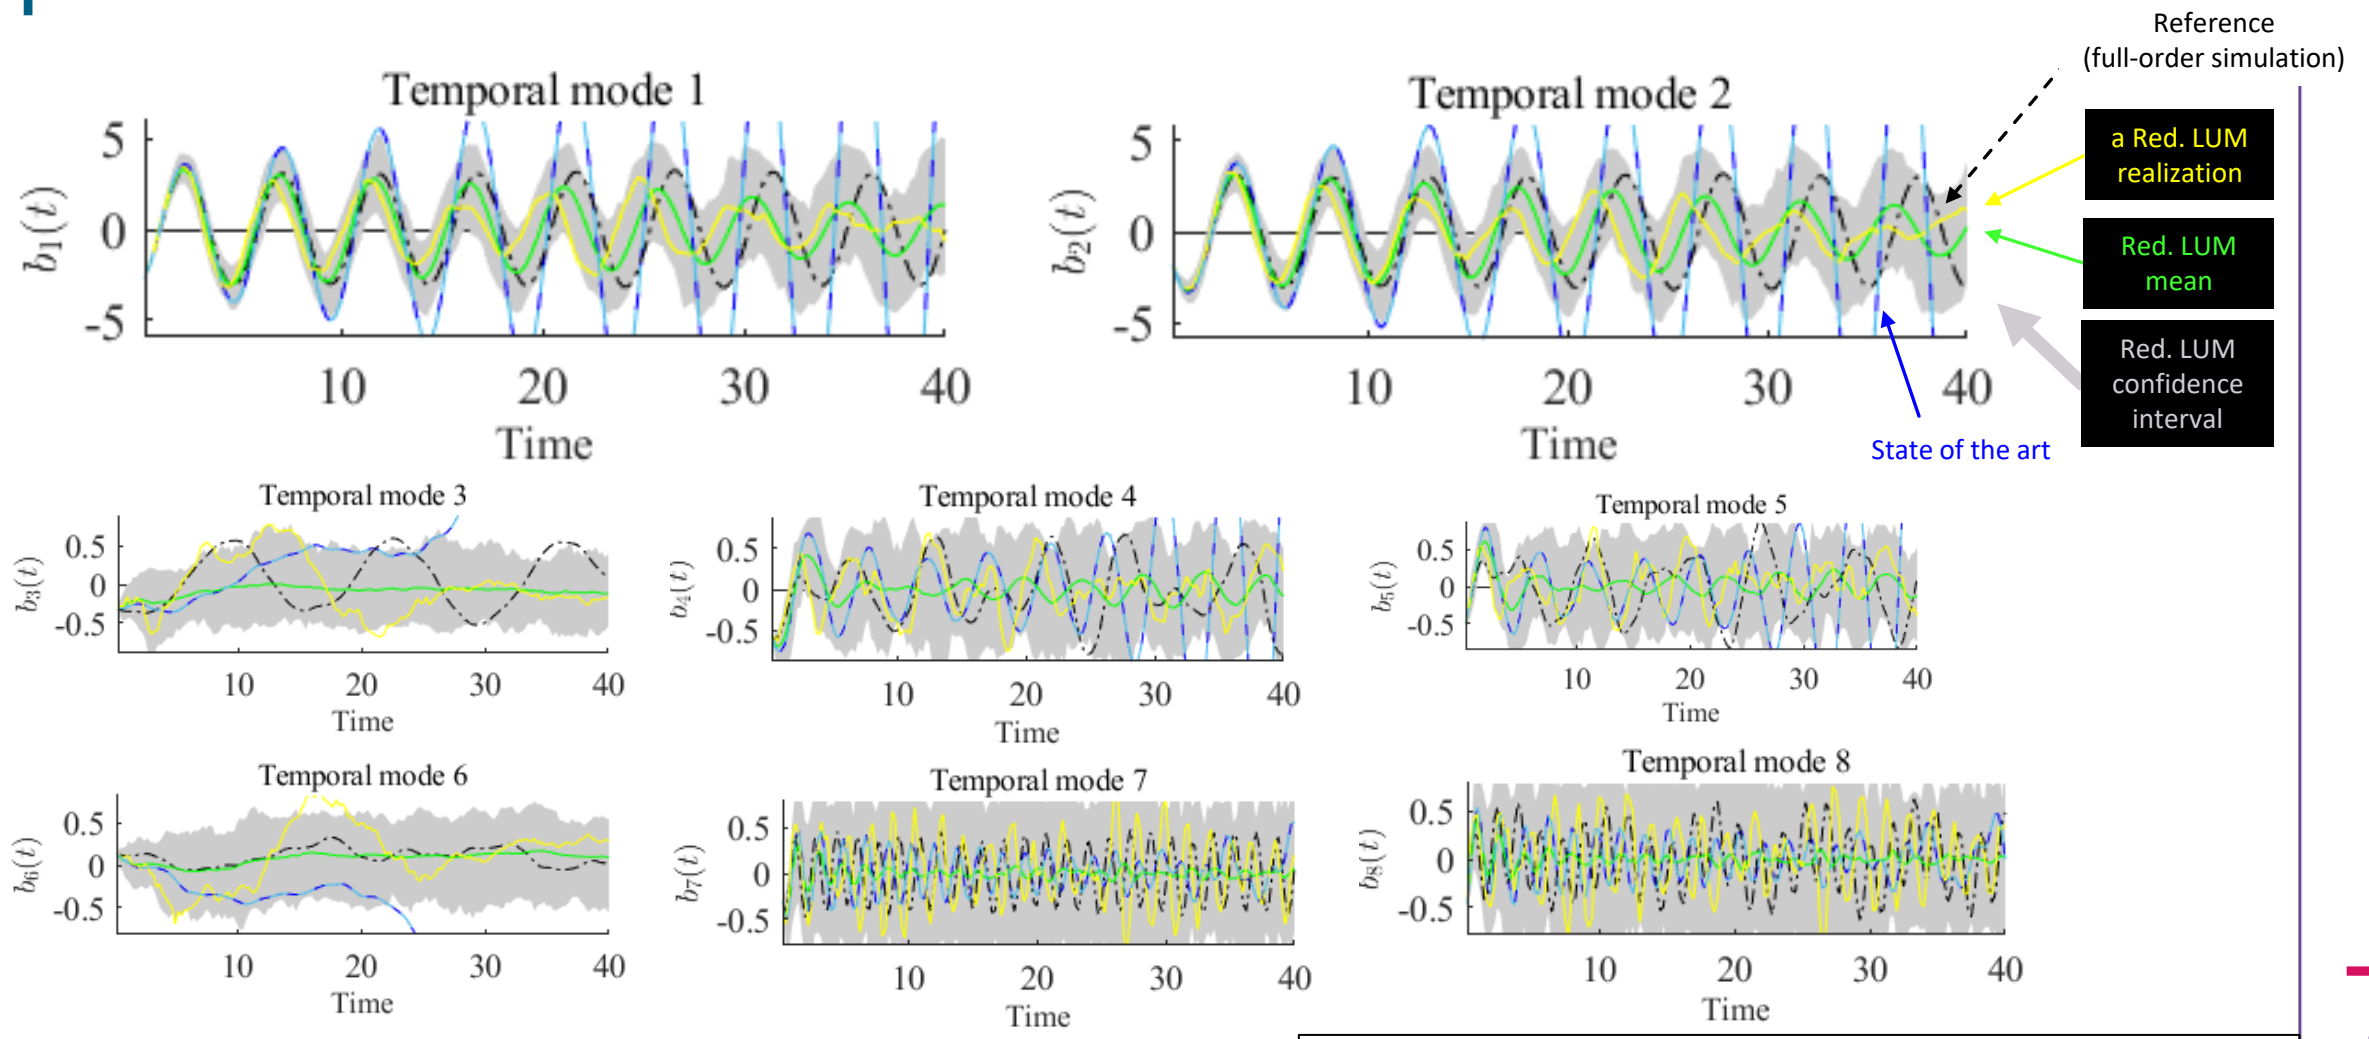 Reference
(full-order simulation)
Temporal mode 1
5
0
-5
b1(t)
10 20 30 40
Time
Temporal mode 2
5
0
-5
b2(t)
10 20 30 40
Time
a Red. LUM
realization
Red. LUM
mean
Red. LUM
confidence
interval
State of the art
Temporal mode 3
0.5
0
-0.5
b3(t)
10 20 30 40
Time
Temporal mode 4
0.5
0
-0.5
b4(t)
10 20 30 40
Time
Temporal mode 5
0.5
0
-0.5
b5(t)
10 20 30 40
Time
Temporal mode 6
0.5
0
-0.5
b6(t)
10 20 30 40
Time
Temporal mode 7
0.5
0
-0.5
b7(t)
10 20 30 40
Time
Temporal mode 8
0.5
0
-0.5
b8(t)
10 20 30 40
Time